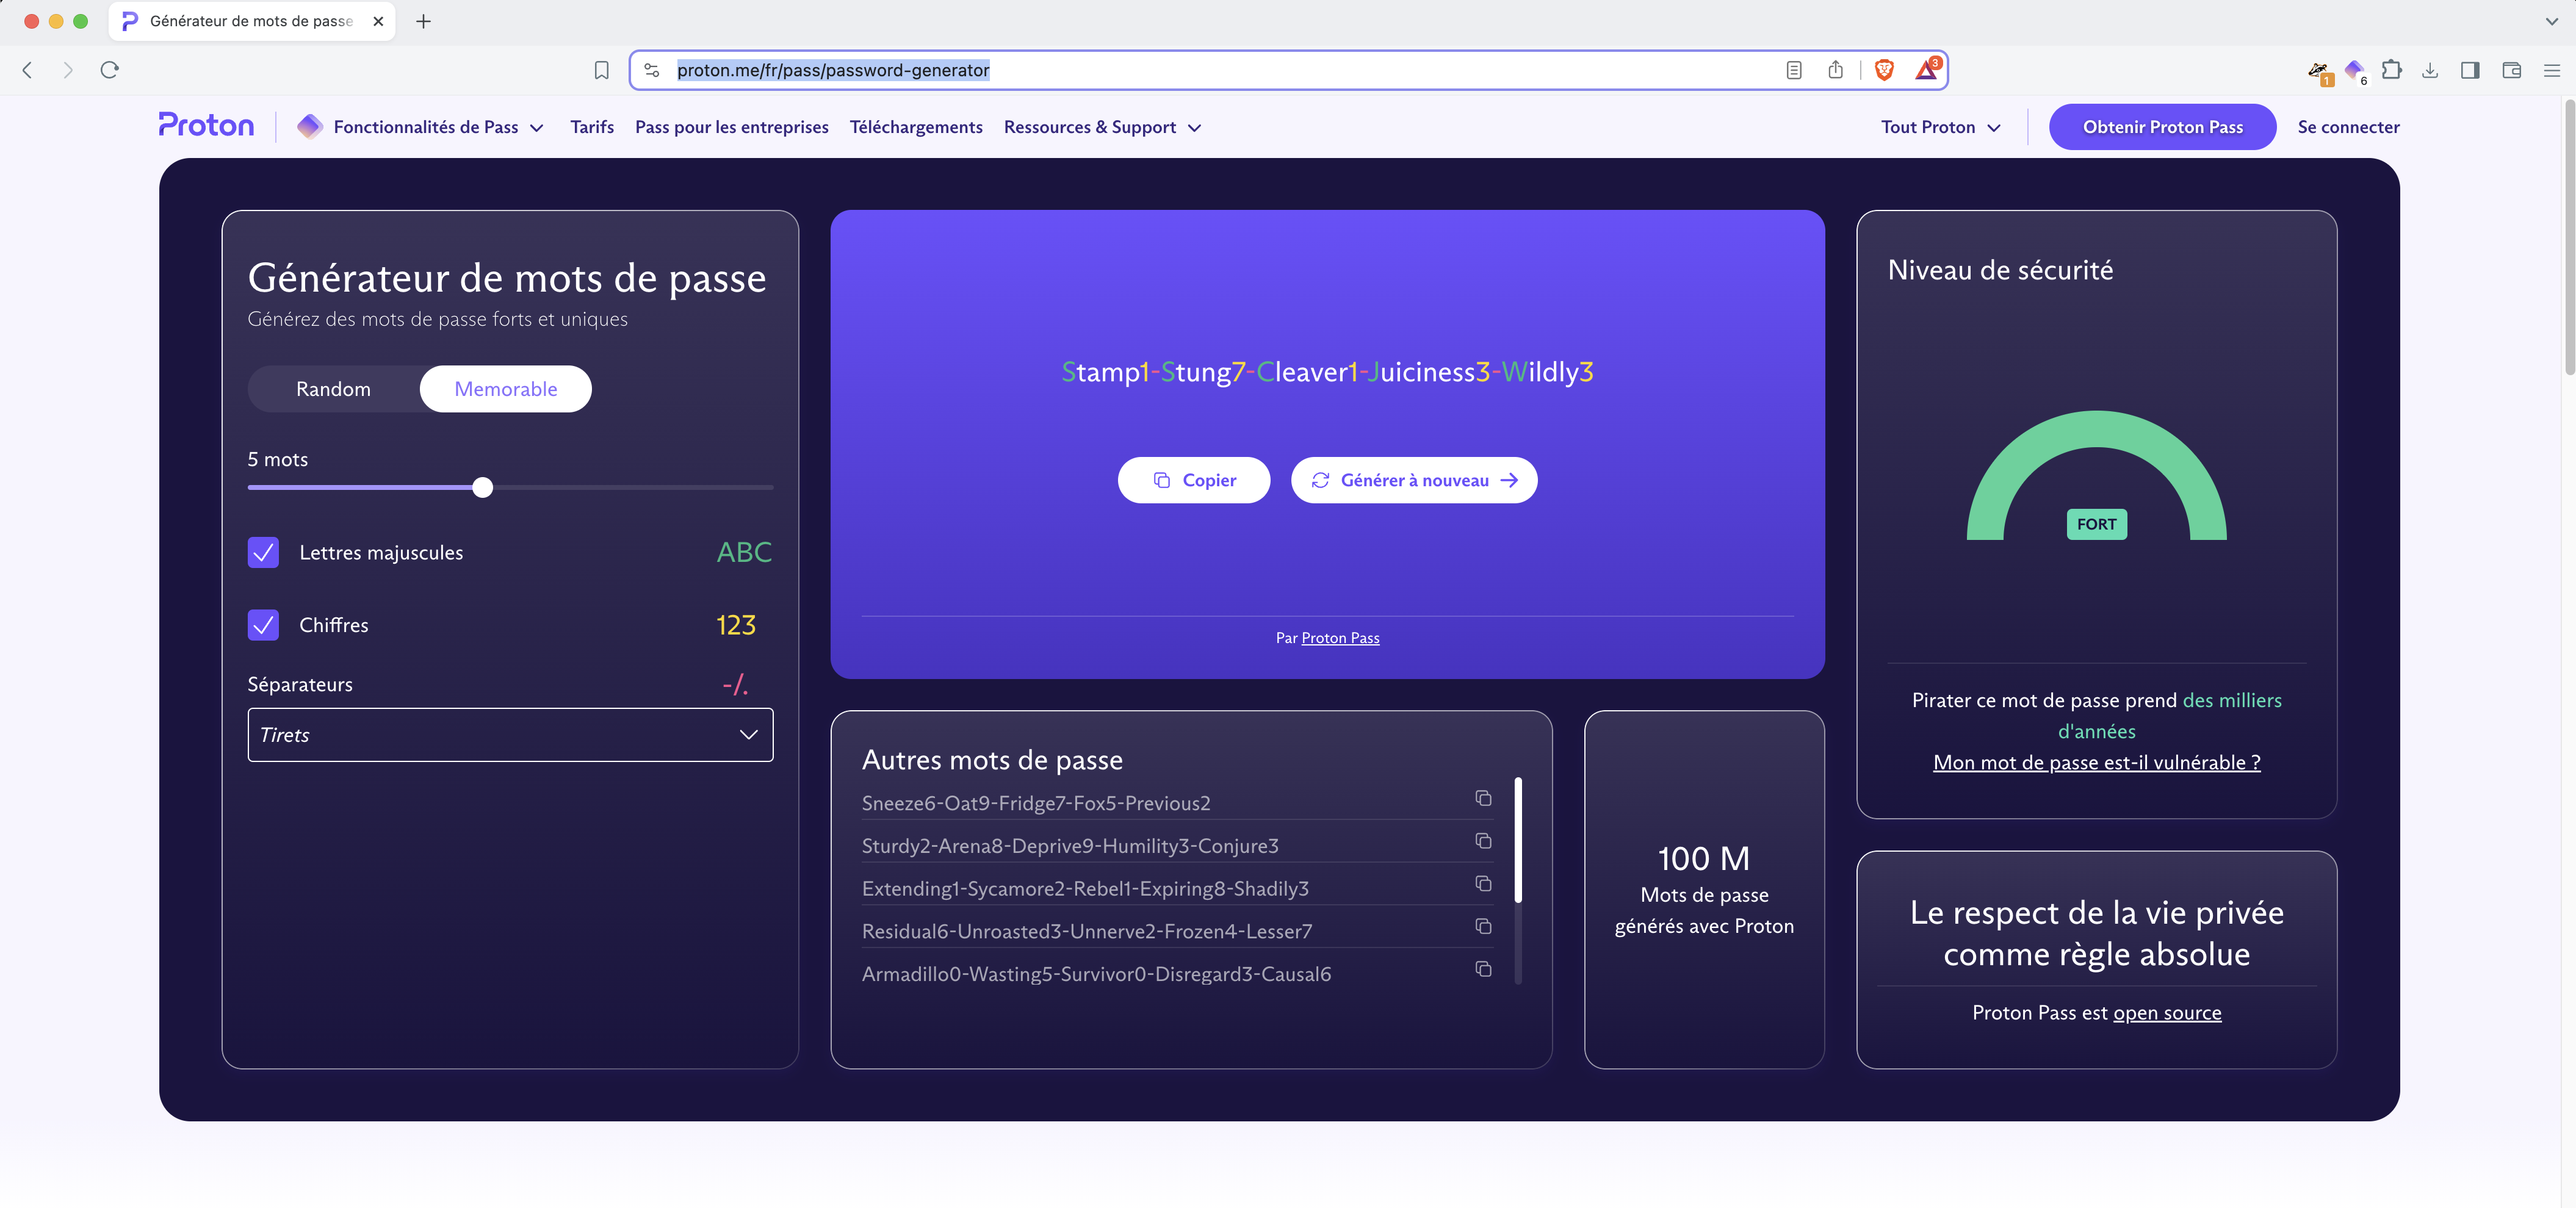 Générateur de mots de passe
proton.me/fr/pass/password-generator
3
1
6
Proton
Fonctionnalités de Pass
Tarifs
Pass pour les entreprises
Téléchargements
Ressources & Support
Tout Proton
Obtenir Proton Pass
Se connecter
Générateur de mots de passe
Générez des mots de passe forts et uniques
Random
Memorable
5 mots
Lettres majuscules
ABC
Chiffres
123
Séparateurs
-/.
Tirets
Stamp1-Stung7-Cleaver1-Juiciness3-Wildly3
Copier
Générer à nouveau
Par Proton Pass
Autres mots de passe
Sneeze6-Oat9-Fridge7-Fox5-Previous2
Sturdy2-Arena8-Deprive9-Humility3-Conjure3
Extending1-Sycamore2-Rebel1-Expiring8-Shadily3
Residual6-Unroasted3-Unnerve2-Frozen4-Lesser7
Armadillo0-Wasting5-Survivor0-Disregard3-Causal6
100 M
Mots de passe
générés avec Proton
Niveau de sécurité
FORT
Pirater ce mot de passe prend des milliers
d'années
Mon mot de passe est-il vulnérable ?
Le respect de la vie privée
comme règle absolue
Proton Pass est open source